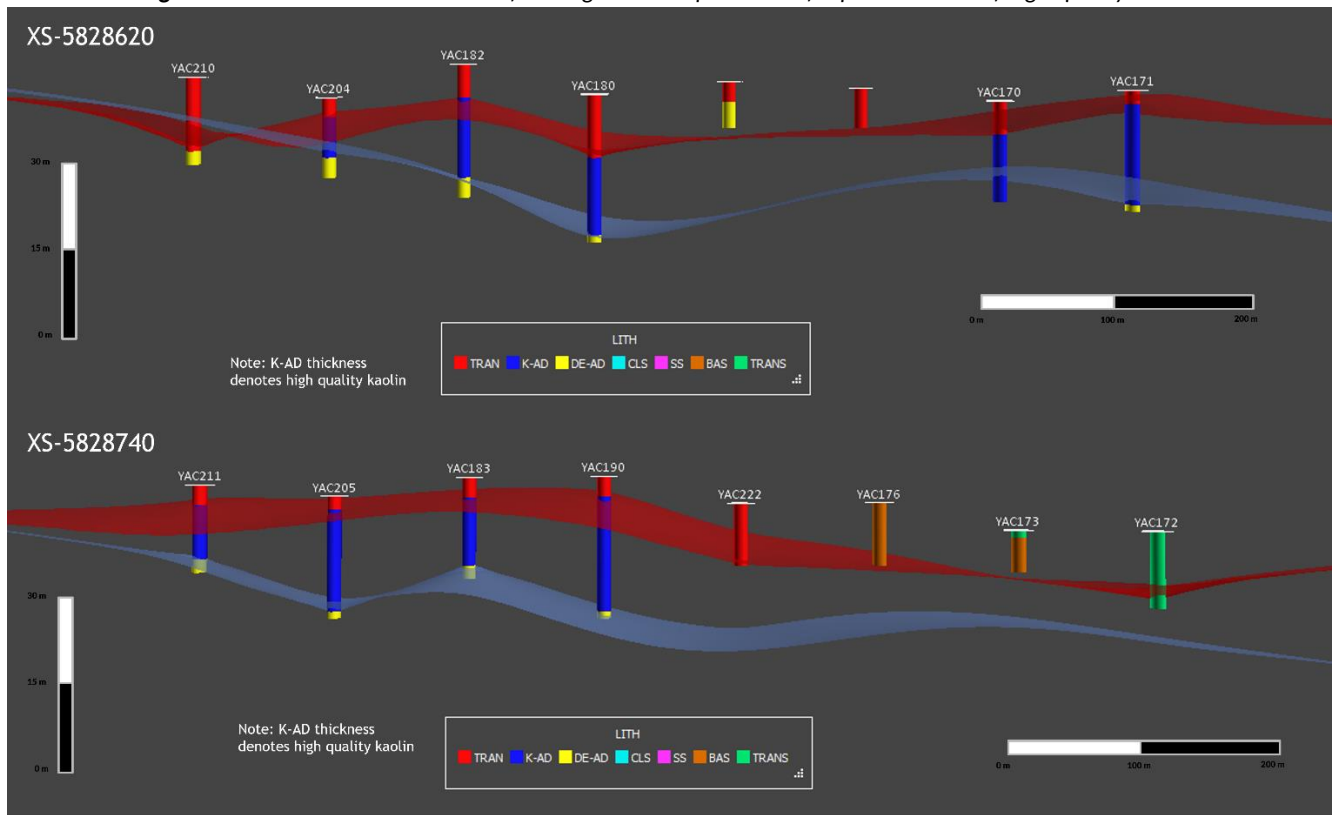 XS-5828620
YAC210
YAC204
YAC182
YAC180
YAC170
YAC171
30 m
15 m
0 m
0 m
100 m
200 m
Note: K-AD thickness
denotes high quality kaolin
LITH
TRAN K-AD DE-AD CLS SS BAS TRANS
XS-5828740
YAC211
YAC205
YAC183
YAC190
YAC222
YAC176
YAC173
YAC172
30 m
15 m
0 m
0 m
100 m
200 m
Note: K-AD thickness
denotes high quality kaolin
LITH
TRAN K-AD DE-AD CLS SS BAS TRANS